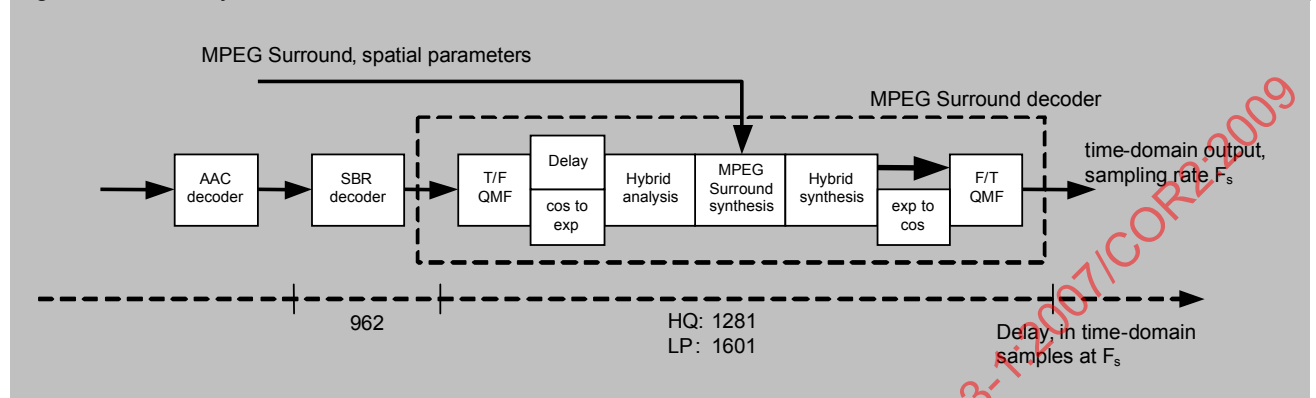 MPEG Surround, spatial parameters
MPEG Surround decoder
time-domain output,
sampling rate Fs
AAC
decoder
SBR
decoder
T/F
QMF
Delay
cos to
exp
Hybrid
analysis
MPEG
Surround
synthesis
Hybrid
synthesis
exp to
cos
F/T
QMF
962
HQ: 1281
LP: 1601
Delay, in time-domain
samples at Fs
3-1:2007/COR2:2009